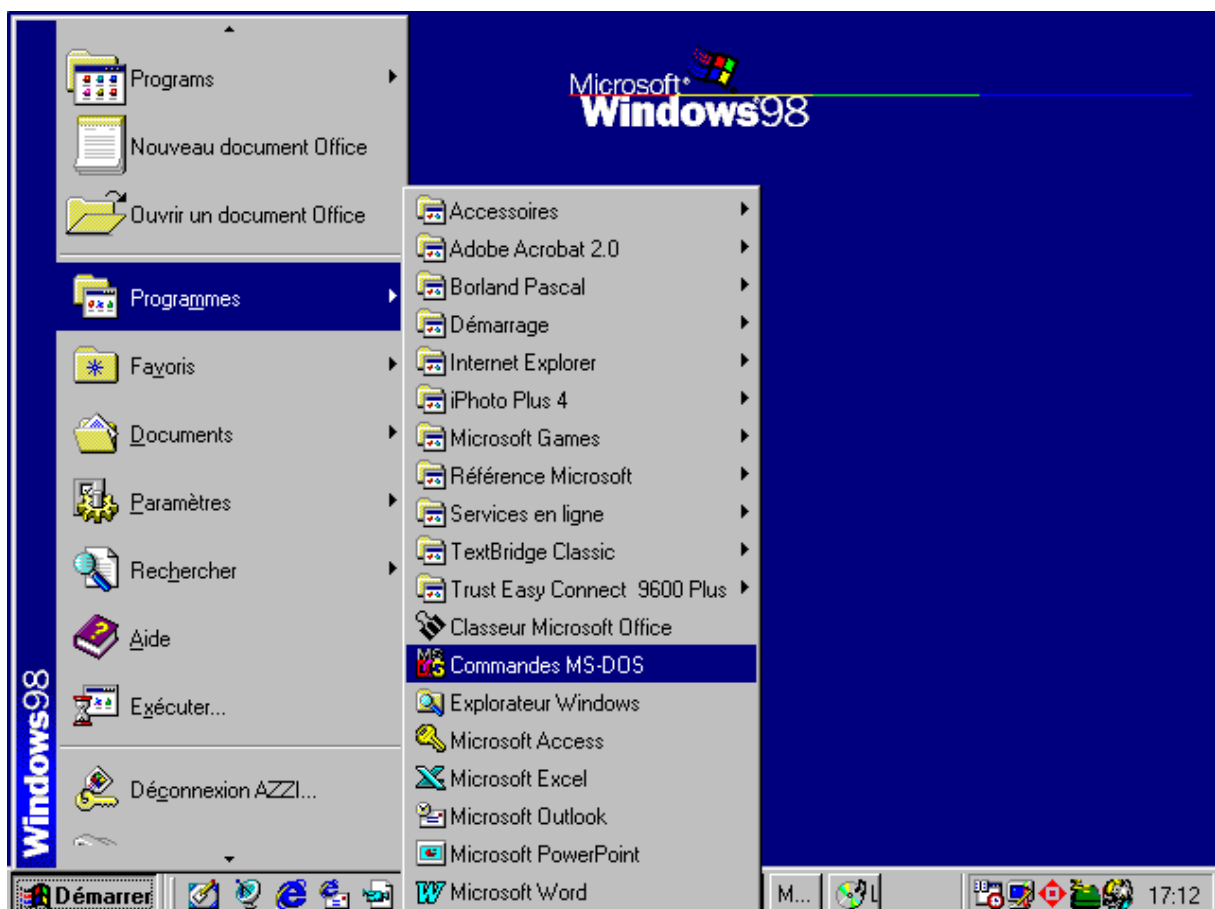 Programs
Nouveau document Office
Ouvrir un document Office
Programmes
Favoris
Documents
Paramètres
Rechercher
Aide
Exécuter...
Déconnexion AZZI...
Windows98
Microsoft
Windows 98
Accessoires
Adobe Acrobat 2.0
Borland Pascal
Démarrage
Internet Explorer
iPhoto Plus 4
Microsoft Games
Référence Microsoft
Services en ligne
TextBridge Classic
Trust Easy Connect 9600 Plus
Classeur Microsoft Office
Commandes MS-DOS
Explorateur Windows
Microsoft Access
Microsoft Excel
Microsoft Outlook
Microsoft PowerPoint
Microsoft Word
Démarrer
M...
17:12